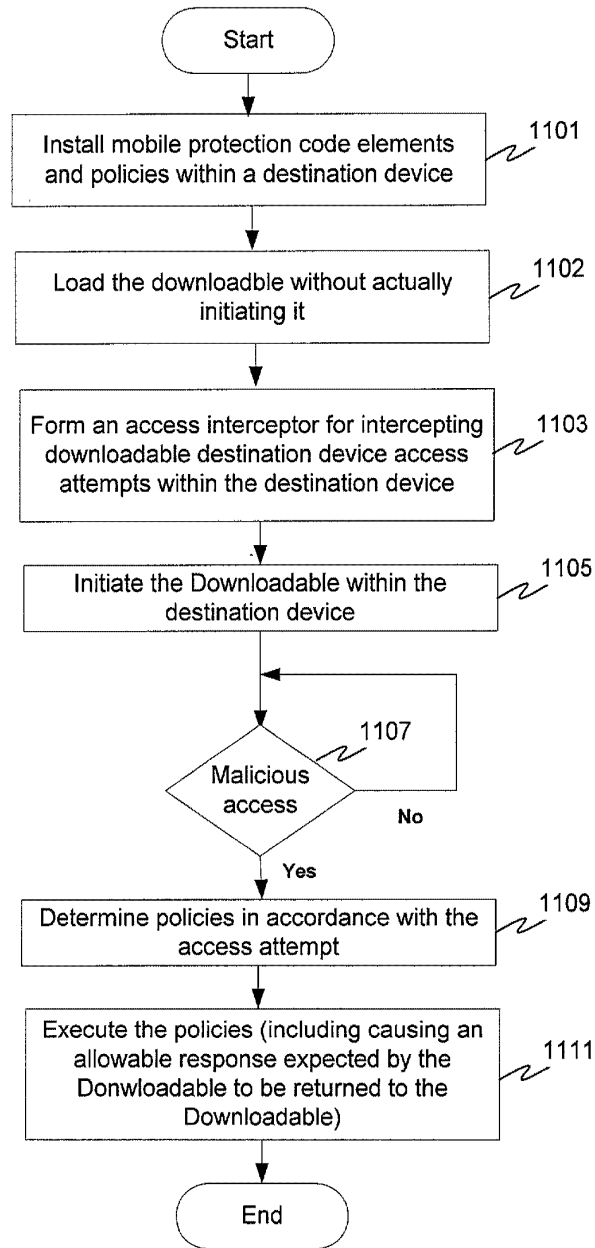 Start
Install mobile protection code elements
and policies within a destination device
1101
Load the downloadble without actually
initiating it
1102
Form an access interceptor for intercepting
downloadable destination device access
attempts within the destination device
1103
Initiate the Downloadable within the
destination device
1105
1107
Malicious
access
No
Yes
Determine policies in accordance with the
access attempt
1109
Execute the policies (including causing an
allowable response expected by the
Donwloadable to be returned to the
Downloadable)
1111
End